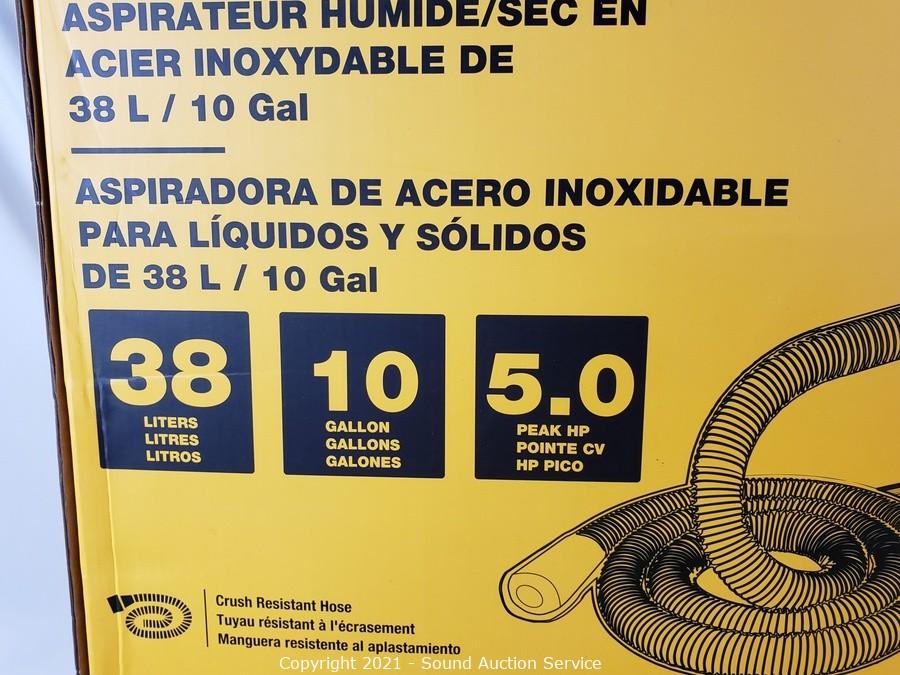 ASPIRATEUR HUMIDE/SEC EN
ACIER INOXYDABLE DE
38 L / 10 Gal
ASPIRADORA DE ACERO INOXIDABLE
PARA LÍQUIDOS Y SÓLIDOS
DE 38 L / 10 Gal
38
LITERS
LITRES
LITROS
10
GALLON
GALLONS
GALONES
5.0
PEAK HP
POINTE CV
HP PICO
Crush Resistant Hose
Tuyau résistant à l'écrasement
Manguera resistente al aplastamiento
Copyright 2021 - Sound Auction Service